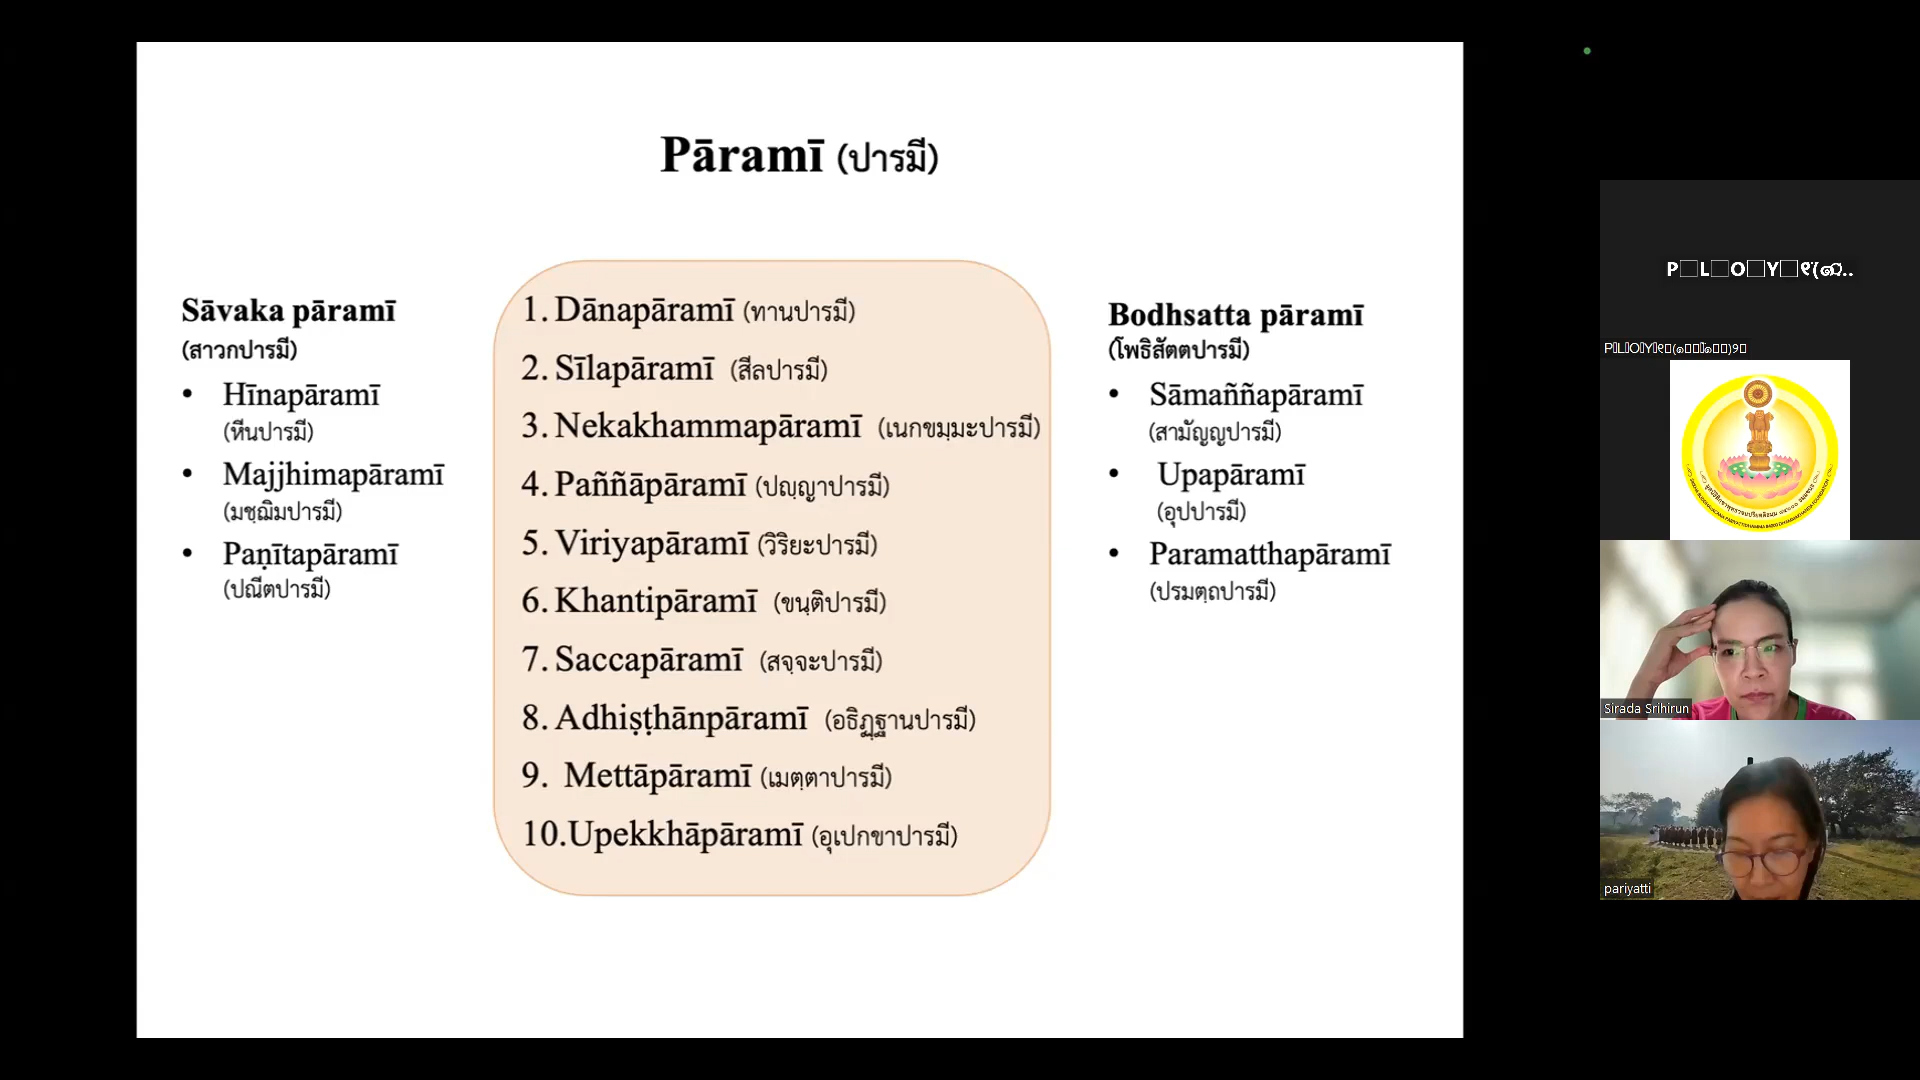 Pāramī (ปารมี)
Sāvaka pāramī
(สาวกปารมี)
• Hīnapāramī
(หีนปารมี)
• Majjhimapāramī
(มชฺฌิมปารมี)
• Paṇītapāramī
(ปณีตปารมี)
1. Dānapāramī (ทานปารมี)
2. Sīlapāramī (สีลปารมี)
3. Nekakhammapāramī (เนกขมฺมะปารมี)
4. Paññāpāramī (ปญฺญาปารมี)
5. Viriyapāramī (วิริยะปารมี)
6. Khantipāramī (ขนฺติปารมี)
7. Saccapāramī (สจฺจะปารมี)
8. Adhiṣṭhānpāramī (อธิฏฺฐานปารมี)
9. Mettāpāramī (เมตฺตาปารมี)
10.Upekkhāpāramī (อุเปกขาปารมี)
Bodhsatta pāramī
(โพธิสัตตปารมี)
• Sāmaññapāramī
(สามัญญปารมี)
• Upapāramī
(อุปปารมี)
• Paramatthapāramī
(ปรมตฺถปารมี)
Sirada Srihirun
pariyatti